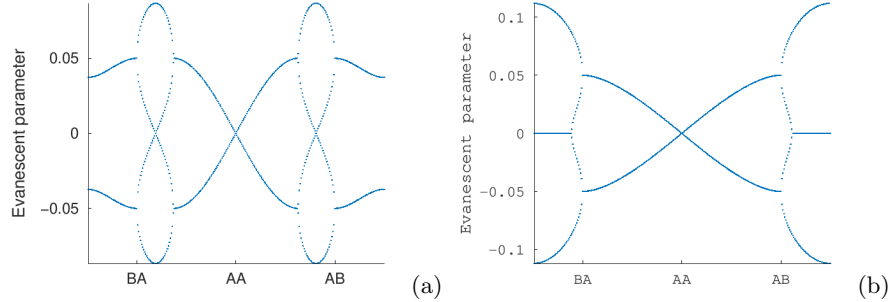 Evanescent parameter
0.05
0
-0.05
BA
AA
AB
(a)
Evanescent parameter
0.1
0.05
0
-0.05
-0.1
BA
AA
AB
(b)